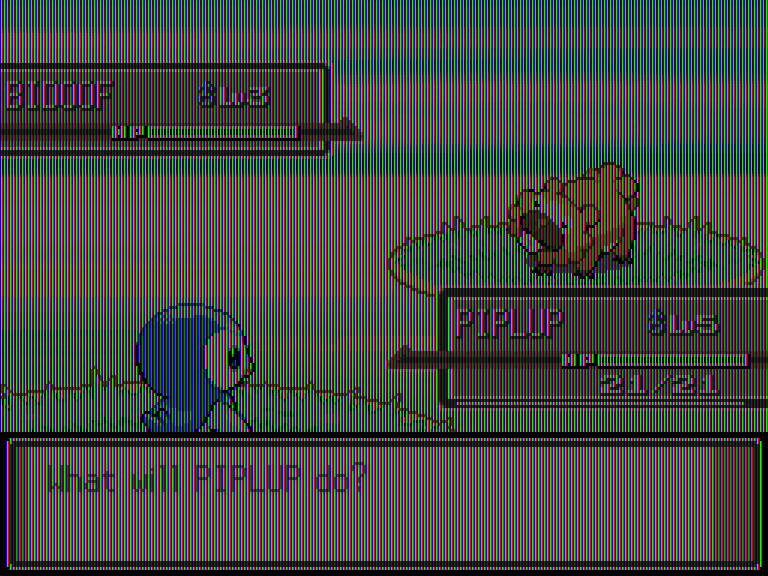 BIDOOF ♂Lv3
HP
PIPLUP ♂Lv5
HP
21/21
What will PIPLUP do?